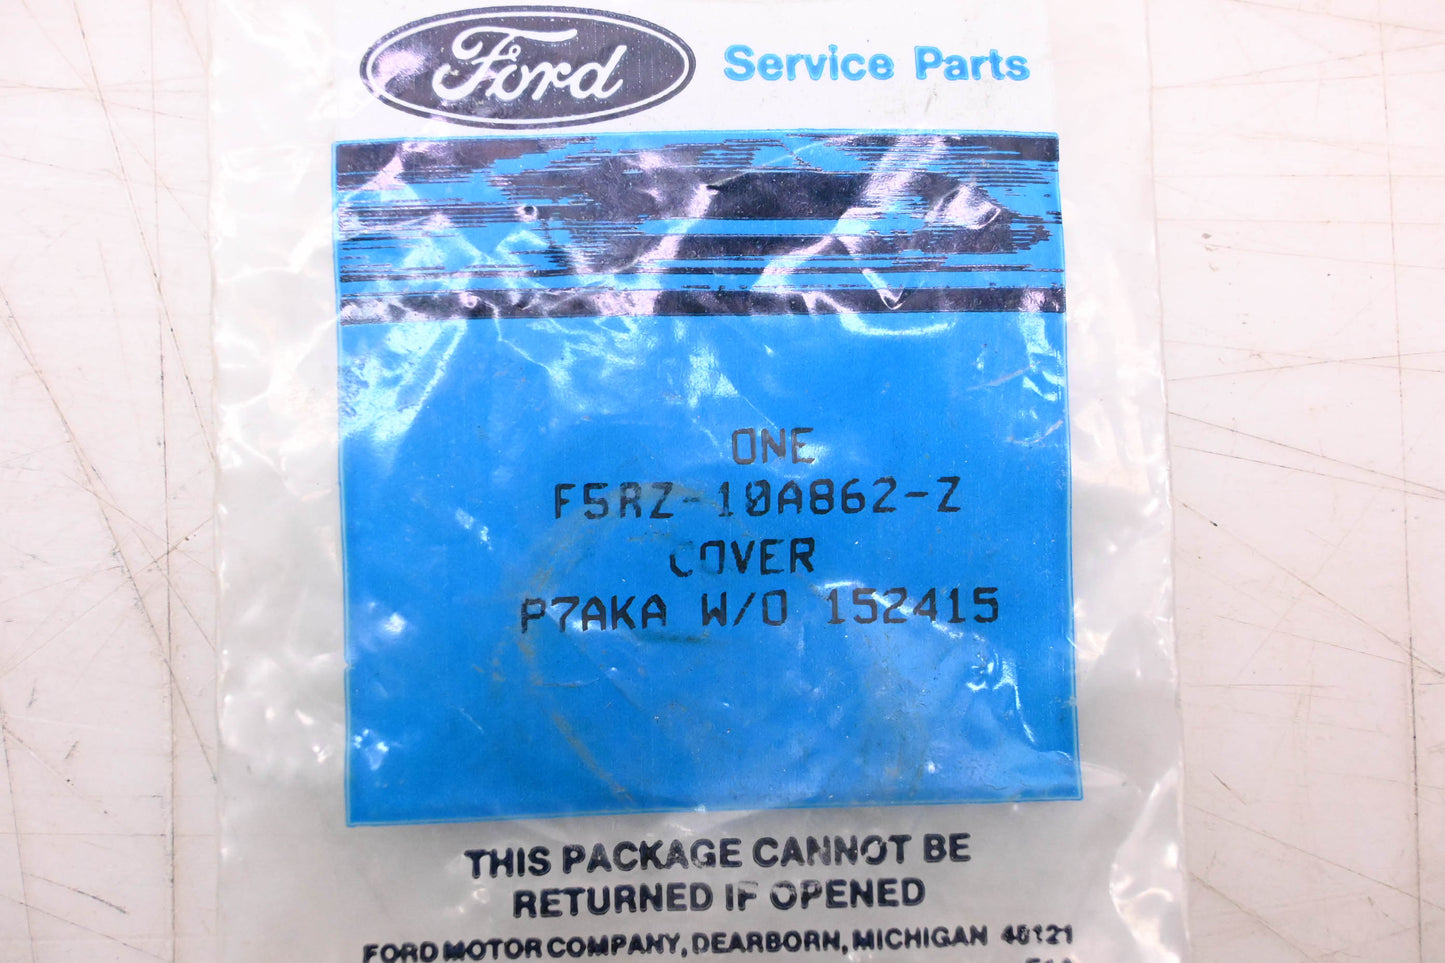 Ford Service Parts
ONE
F5RZ-10A862-Z
COVER
P7AKA W/O 152415
THIS PACKAGE CANNOT BE
RETURNED IF OPENED
FORD MOTOR COMPANY, DEARBORN, MICHIGAN 48121